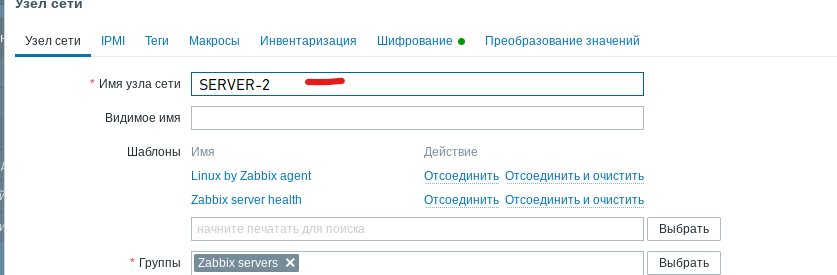 Узел сети
Узел сети IPMI Теги Макросы Инвентаризация Шифрование Преобразование значений
* Имя узла сети SERVER-2
Видимое имя
Шаблоны Имя Действие
Linux by Zabbix agent Отсоединить Отсоединить и очистить
Zabbix server health Отсоединить Отсоединить и очистить
начните печатать для поиска Выбрать
* Группы Zabbix servers × Выбрать